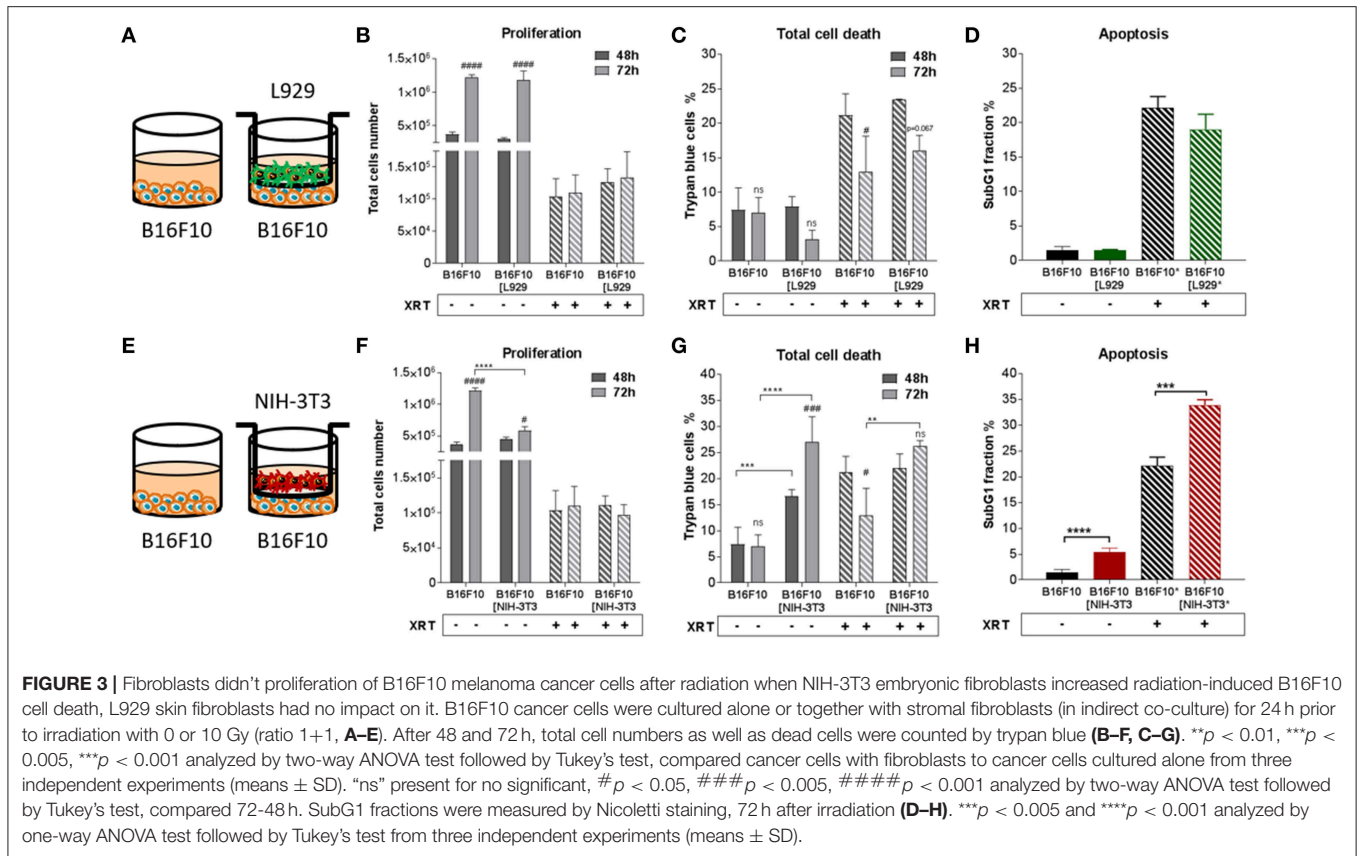 A
L929
B16F10
B16F10
B
Proliferation
48h
72h
Total cells number
1.5×10⁶
1×10⁶
5×10⁵
1.5×10⁵
1×10⁵
5×10⁴
0
####
####
B16F10
B16F10
[L929
B16F10
B16F10
[L929
XRT
- - - - + + + +
C
Total cell death
48h
72h
Trypan blue cells %
30
25
20
15
10
5
0
ns
ns
#
p=0.067
B16F10
B16F10
[L929
B16F10
B16F10
[L929
XRT
- - - - + + + +
D
Apoptosis
SubG1 fraction %
30
25
20
15
10
5
0
B16F10
B16F10
[L929
B16F10*
B16F10
[L929*
XRT
- - + +
E
NIH-3T3
B16F10
B16F10
F
Proliferation
48h
72h
Total cells number
1.5×10⁶
1×10⁶
5×10⁵
1.5×10⁵
1×10⁵
5×10⁴
0
####
****
#
B16F10
B16F10
[NIH-3T3
B16F10
B16F10
[NIH-3T3
XRT
- - - - + + + +
G
Total cell death
48h
72h
Trypan blue cells %
40
35
30
25
20
15
10
5
0
***
ns
****
###
#
**
ns
B16F10
B16F10
[NIH-3T3
B16F10
B16F10
[NIH-3T3
XRT
- - - - + + + +
H
Apoptosis
SubG1 fraction %
40
35
30
25
20
15
10
5
0
****
***
B16F10
B16F10
[NIH-3T3
B16F10*
B16F10
[NIH-3T3*
XRT
- - + +
FIGURE 3 | Fibroblasts didn't proliferation of B16F10 melanoma cancer cells after radiation when NIH-3T3 embryonic fibroblasts increased radiation-induced B16F10
cell death, L929 skin fibroblasts had no impact on it. B16F10 cancer cells were cultured alone or together with stromal fibroblasts (in indirect co-culture) for 24 h prior
to irradiation with 0 or 10 Gy (ratio 1+1, A–E). After 48 and 72 h, total cell numbers as well as dead cells were counted by trypan blue (B–F, C–G). **p < 0.01, ***p <
0.005, ***p < 0.001 analyzed by two-way ANOVA test followed by Tukey's test, compared cancer cells with fibroblasts to cancer cells cultured alone from three
independent experiments (means ± SD). "ns" present for no significant, #p < 0.05, ###p < 0.005, ####p < 0.001 analyzed by two-way ANOVA test followed
by Tukey's test, compared 72-48 h. SubG1 fractions were measured by Nicoletti staining, 72 h after irradiation (D–H). ***p < 0.005 and ****p < 0.001 analyzed by
one-way ANOVA test followed by Tukey's test from three independent experiments (means ± SD).